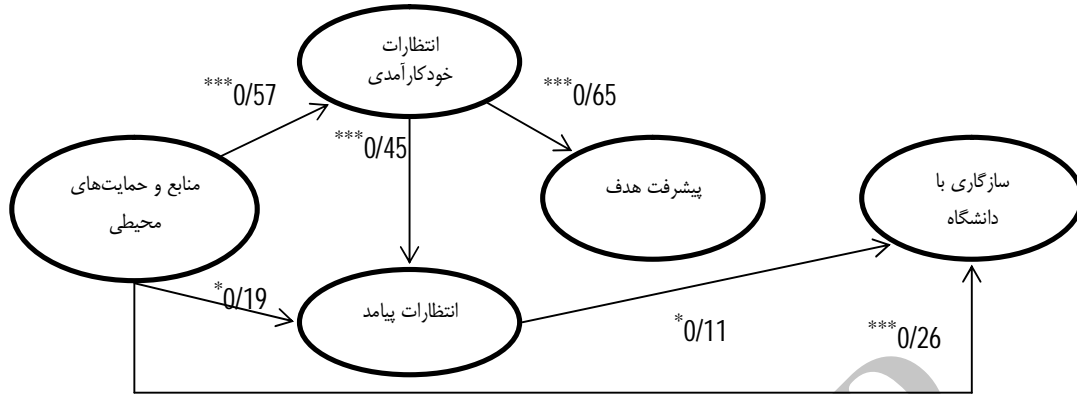 انتظارات
خودکارآمدی
***0/57
***0/65
***0/45
منابع و حمایت‌های
محیطی
پیشرفت هدف
سازگاری با
دانشگاه
*0/19
انتظارات پیامد
*0/11
***0/26